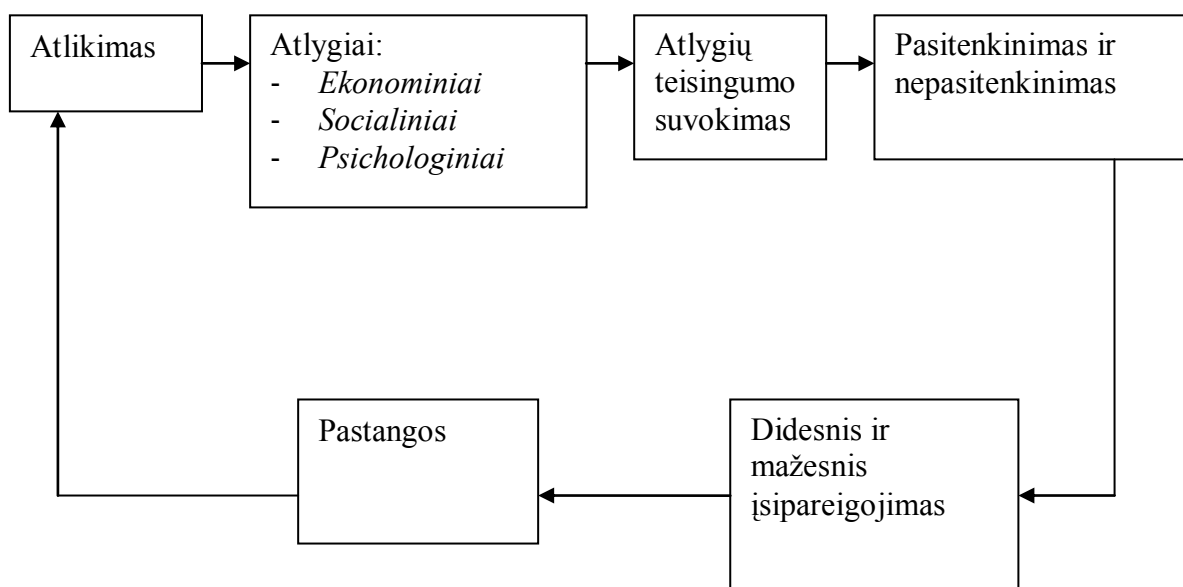 Atlikimas
Atlygiai:
- Ekonominiai
- Socialiniai
- Psichologiniai
Atlygių
teisingumo
suvokimas
Pasitenkinimas ir
nepasitenkinimas
Pastangos
Didesnis ir
mažesnis
įsipareigojimas